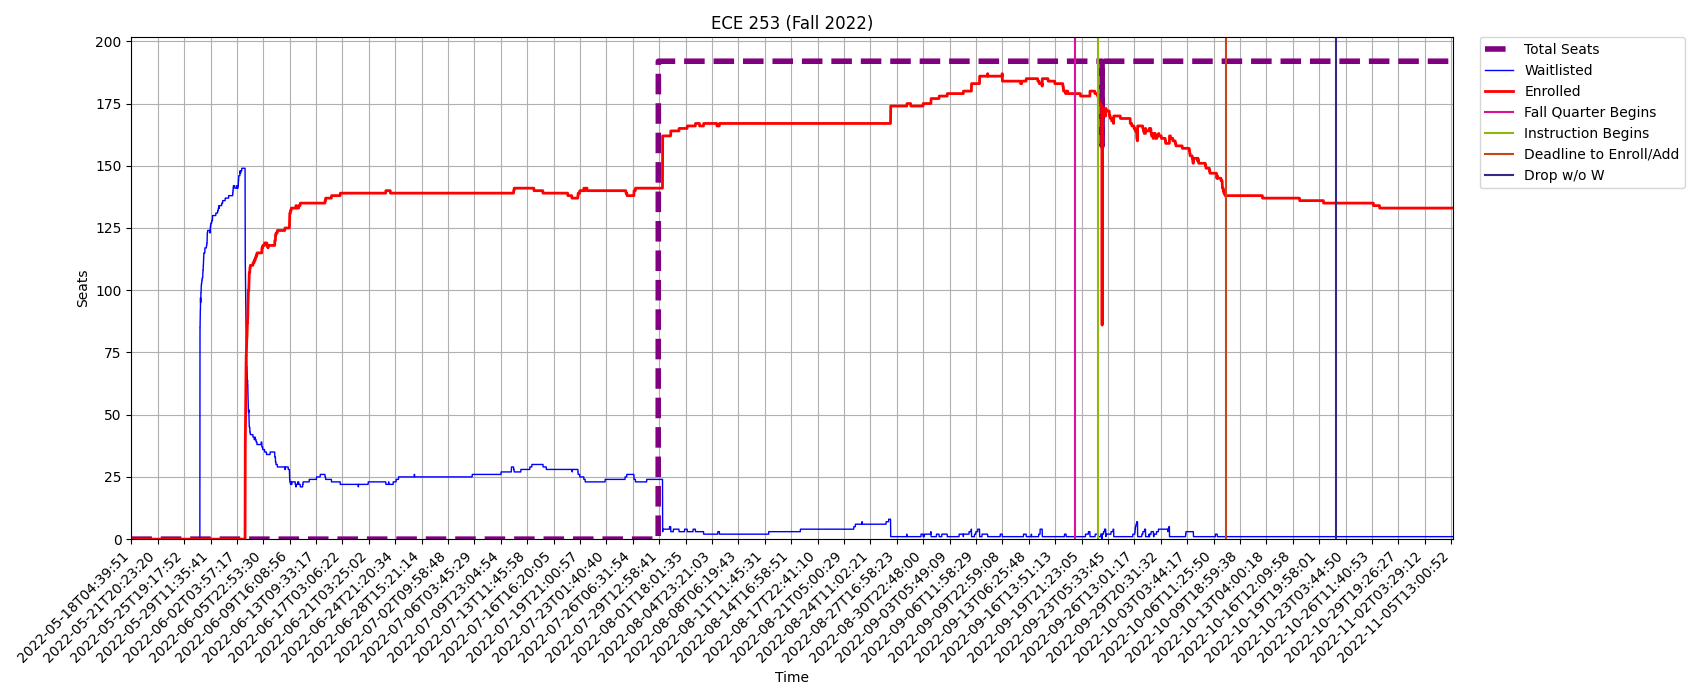 ECE 253 (Fall 2022)
Total Seats
Waitlisted
Enrolled
Fall Quarter Begins
Instruction Begins
Deadline to Enroll/Add
Drop w/o W
Seats
200
175
150
125
100
75
50
25
0
2022-05-18T04:39:51
2022-05-21T20:23:20
2022-05-25T19:17:52
2022-05-29T11:35:41
2022-06-02T03:57:17
2022-06-05T22:53:30
2022-06-09T16:08:56
2022-06-13T09:33:17
2022-06-17T03:06:22
2022-06-21T03:25:02
2022-06-24T21:20:34
2022-06-28T15:21:14
2022-07-02T09:58:48
2022-07-06T03:45:29
2022-07-09T23:04:54
2022-07-13T11:45:58
2022-07-16T16:20:05
2022-07-19T21:00:57
2022-07-23T01:40:40
2022-07-26T06:31:54
2022-07-29T12:58:41
2022-08-01T18:01:35
2022-08-04T23:21:03
2022-08-08T06:19:43
2022-08-11T11:45:31
2022-08-14T16:58:51
2022-08-17T22:41:10
2022-08-21T05:00:29
2022-08-24T11:02:21
2022-08-27T16:58:23
2022-08-30T22:48:00
2022-09-03T05:49:09
2022-09-06T11:58:29
2022-09-09T22:59:08
2022-09-13T06:25:48
2022-09-16T13:51:13
2022-09-19T21:23:05
2022-09-23T05:33:45
2022-09-26T13:01:17
2022-09-29T20:31:32
2022-10-03T03:44:17
2022-10-06T11:25:50
2022-10-09T18:59:38
2022-10-13T04:00:18
2022-10-16T12:09:58
2022-10-19T19:58:01
2022-10-23T03:44:50
2022-10-26T11:40:53
2022-10-29T19:26:27
2022-11-02T03:29:12
2022-11-05T13:00:52
Time